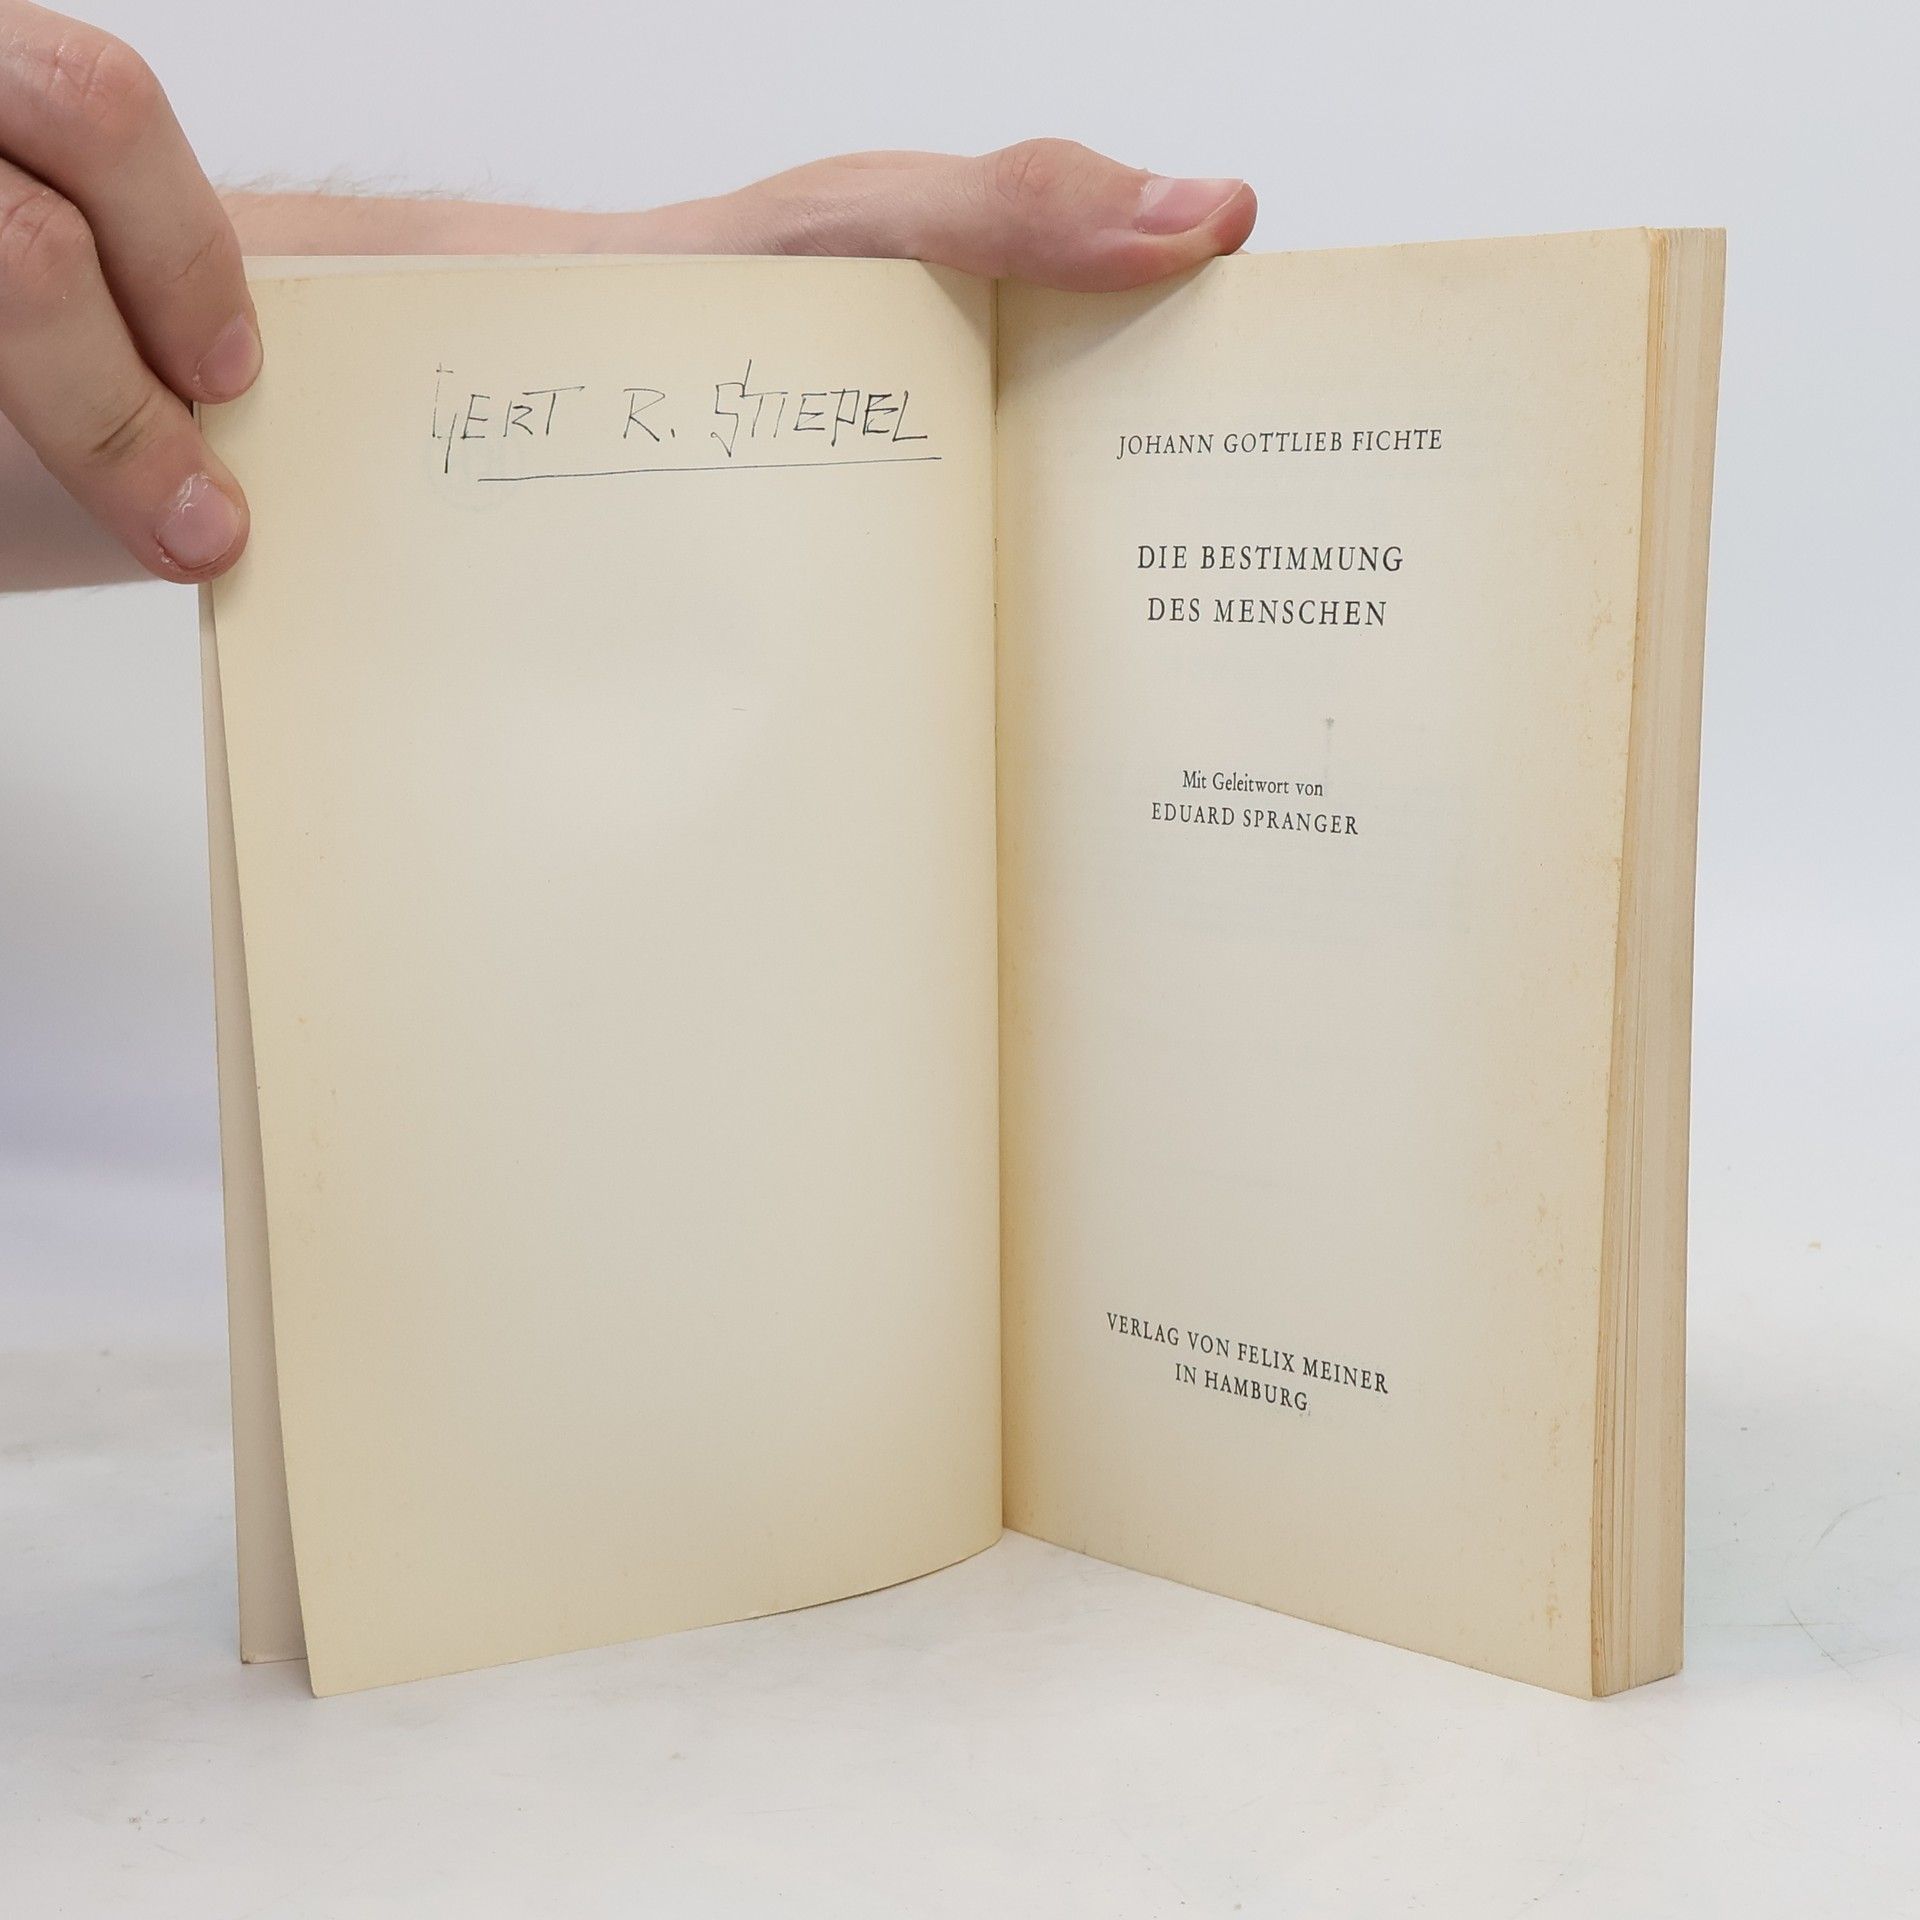 GERT R. STIEPEL
JOHANN GOTTLIEB FICHTE
DIE BESTIMMUNG
DES MENSCHEN
Mit Geleitwort von
EDUARD SPRANGER
VERLAG VON FELIX MEINER
IN HAMBURG